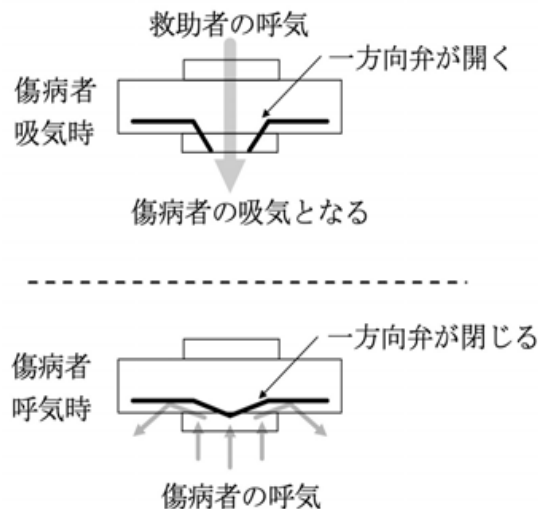 救助者の呼気
一方向弁が開く
傷病者
吸気時
傷病者の吸気となる
一方向弁が閉じる
傷病者
呼気時
傷病者の呼気